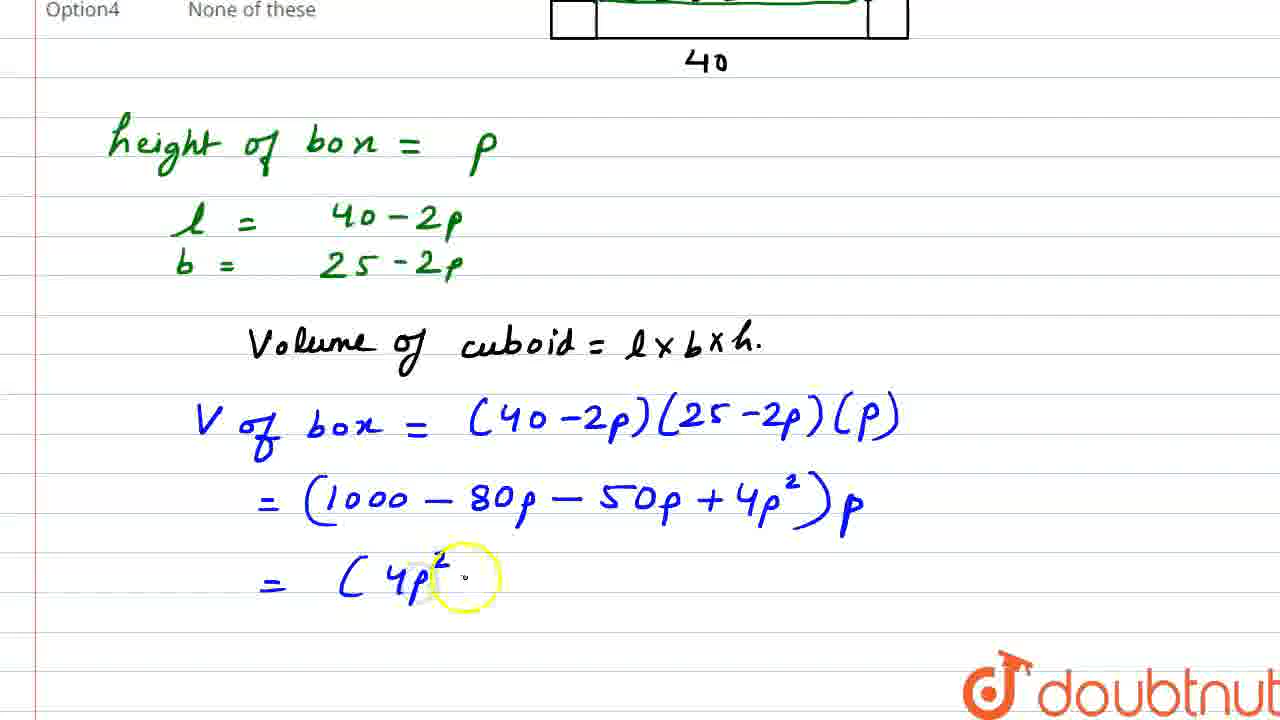 Option4 None of these
40
height of box = p
l = 40 - 2p
b = 25 - 2p
Volume of cuboid = l x b x h.
V of box = (40 - 2p)(25 - 2p)(p)
= (1000 - 80p - 50p + 4p²)p
= (4p²
doubtnut